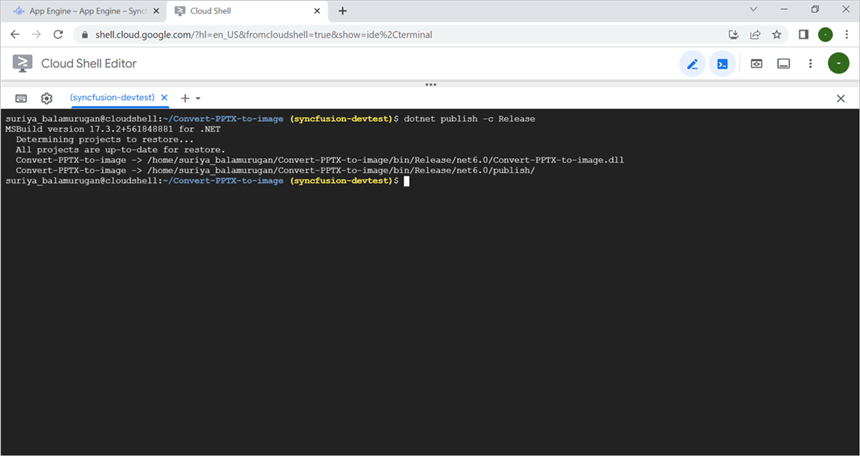 App Engine – App Engine – Sync
Cloud Shell
shell.cloud.google.com/?hl=en_US&fromcloudshell=true&show=ide%2Cterminal
Cloud Shell Editor
(syncfusion-devtest)
suriya_balamurugan@cloudshell:~/Convert-PPTX-to-image (syncfusion-devtest)$ dotnet publish -c Release
MSBuild version 17.3.2+561848881 for .NET
Determining projects to restore...
All projects are up-to-date for restore.
Convert-PPTX-to-image -> /home/suriya_balamurugan/Convert-PPTX-to-image/bin/Release/net6.0/Convert-PPTX-to-image.dll
Convert-PPTX-to-image -> /home/suriya_balamurugan/Convert-PPTX-to-image/bin/Release/net6.0/publish/
suriya_balamurugan@cloudshell:~/Convert-PPTX-to-image (syncfusion-devtest)$